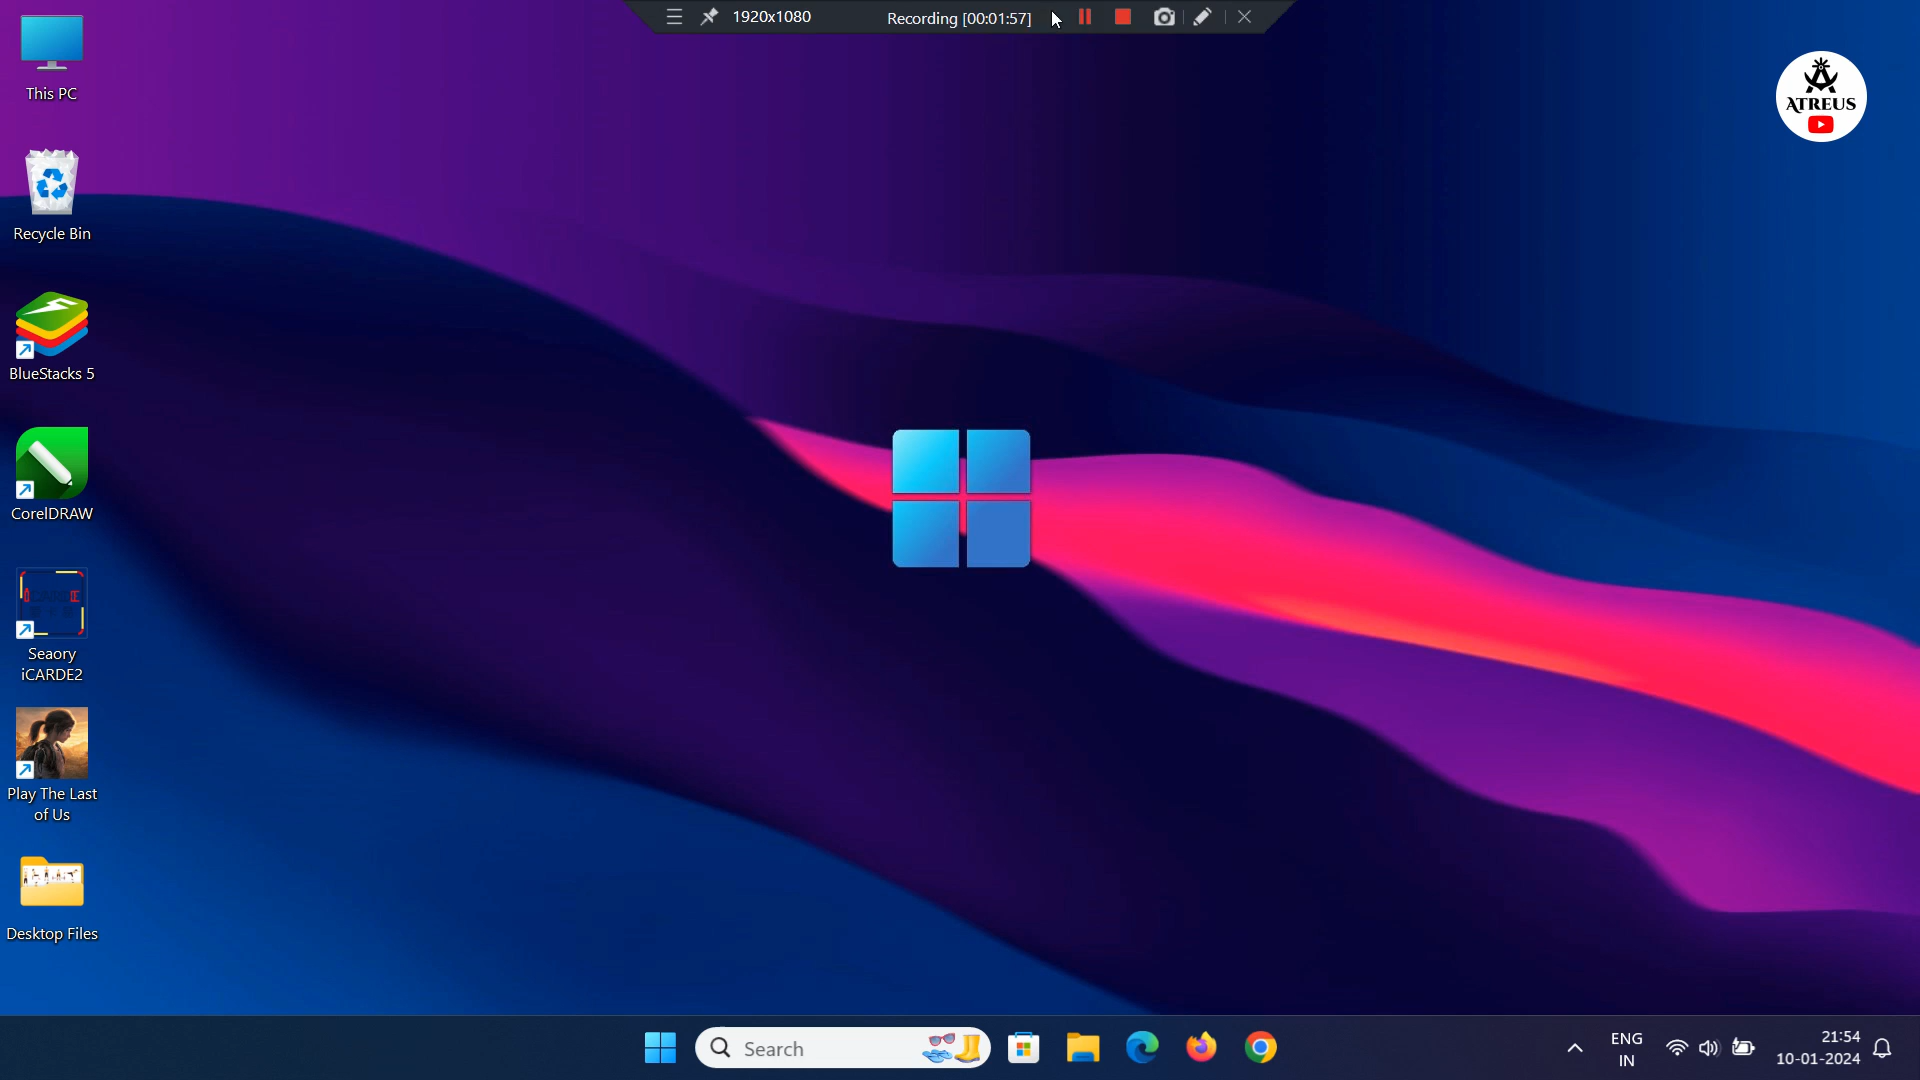 1920x1080
Recording [00:01:57]
ATREUS
This PC
Recycle Bin
BlueStacks 5
CorelDRAW
Seaory
iCARDE2
Play The Last
of Us
Desktop Files
Search
ENG
IN
21:54
10-01-2024